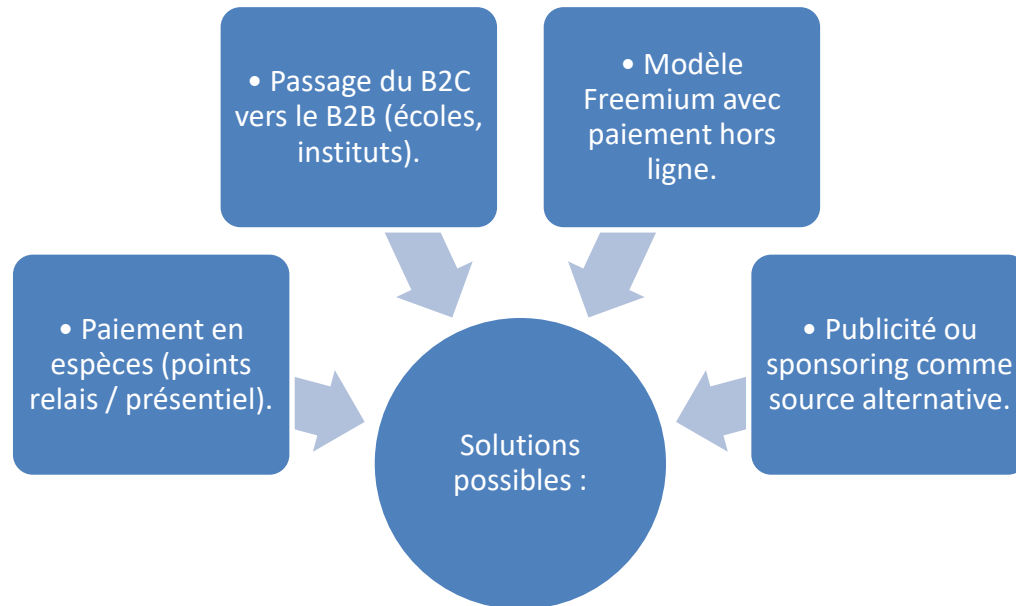 • Passage du B2C
vers le B2B (écoles,
instituts).
• Modèle
Freemium avec
paiement hors
ligne.
• Paiement en
espèces (points
relais / présentiel).
• Publicité ou
sponsoring comme
source alternative.
Solutions
possibles :